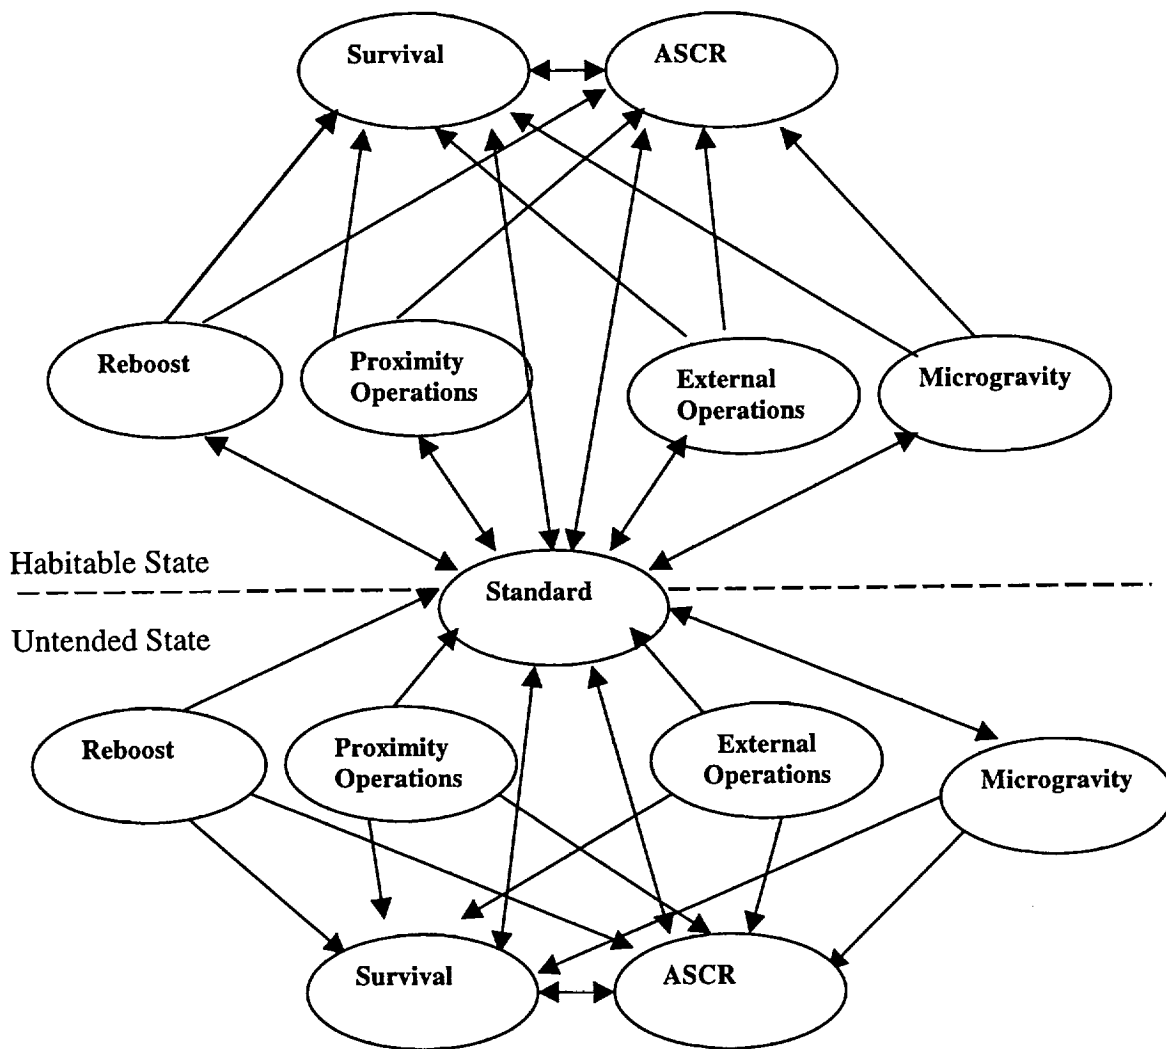 Survival
ASCR
Reboost
Proximity
Operations
External
Operations
Microgravity
Habitable State
Standard
Untended State
Reboost
Proximity
Operations
External
Operations
Microgravity
Survival
ASCR